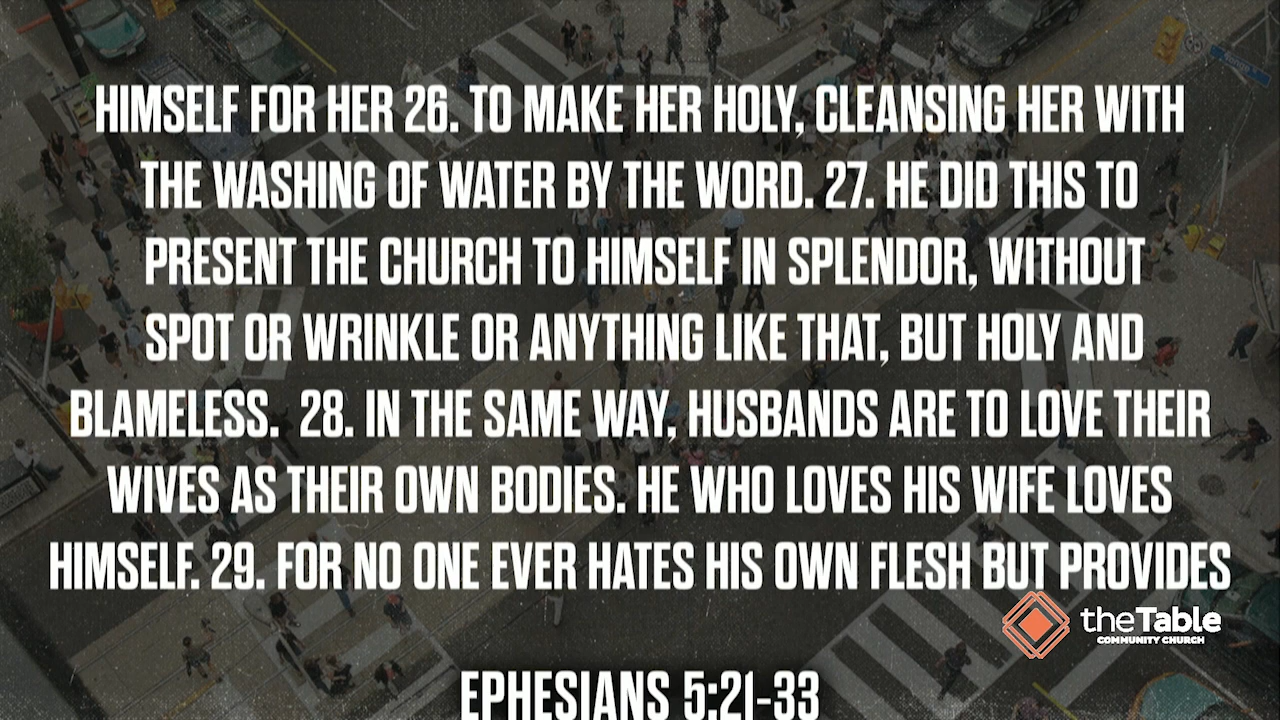 HIMSELF FOR HER 26. TO MAKE HER HOLY, CLEANSING HER WITH
THE WASHING OF WATER BY THE WORD. 27. HE DID THIS TO
PRESENT THE CHURCH TO HIMSELF IN SPLENDOR, WITHOUT
SPOT OR WRINKLE OR ANYTHING LIKE THAT, BUT HOLY AND
BLAMELESS.  28. IN THE SAME WAY, HUSBANDS ARE TO LOVE THEIR
WIVES AS THEIR OWN BODIES. HE WHO LOVES HIS WIFE LOVES
HIMSELF. 29. FOR NO ONE EVER HATES HIS OWN FLESH BUT PROVIDES
theTable
COMMUNITY CHURCH
EPHESIANS 5:21-33